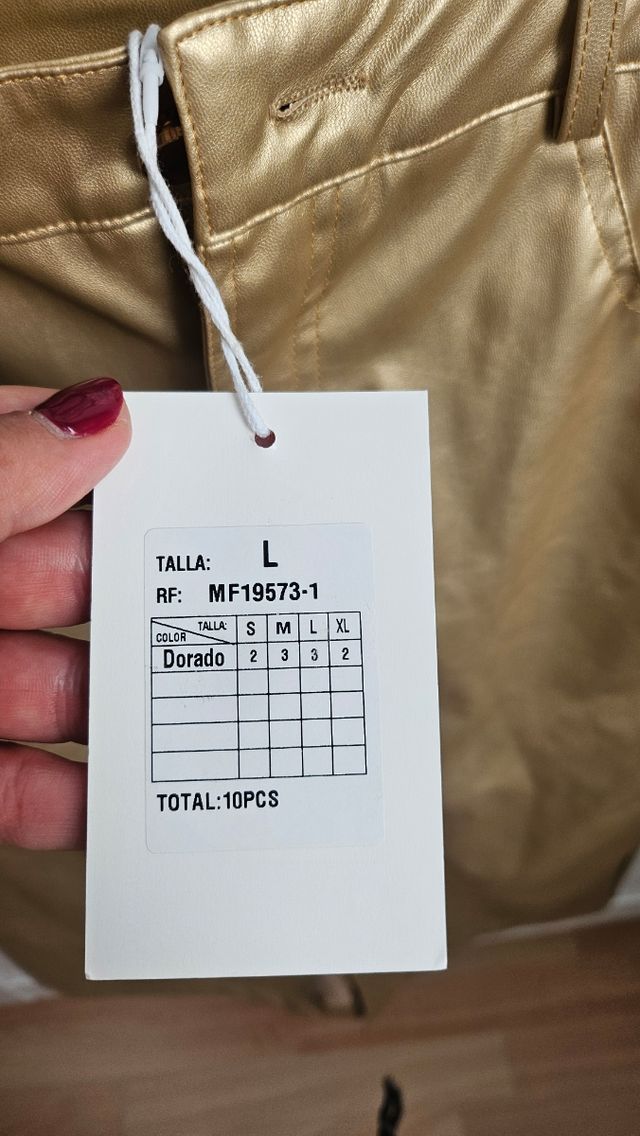 TALLA: L
RF: MF19573-1
TALLA: S M L XL
COLOR
Dorado 2 3 3 2
TOTAL:10PCS